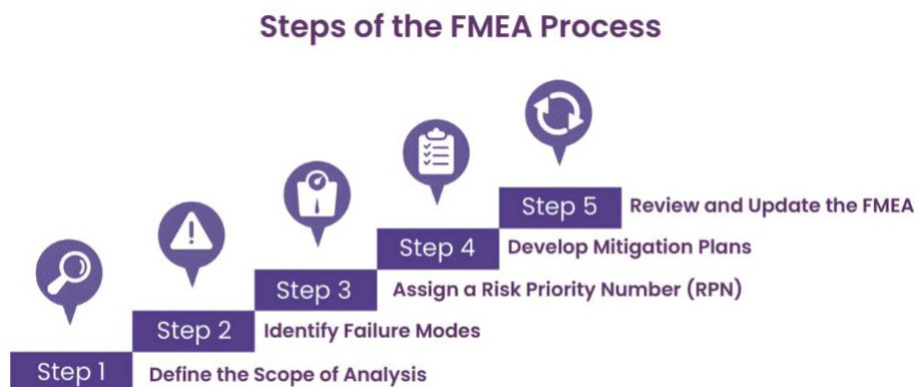 Steps of the FMEA Process
Step 1
Define the Scope of Analysis
Step 2
Identify Failure Modes
Step 3
Assign a Risk Priority Number (RPN)
Step 4
Develop Mitigation Plans
Step 5
Review and Update the FMEA